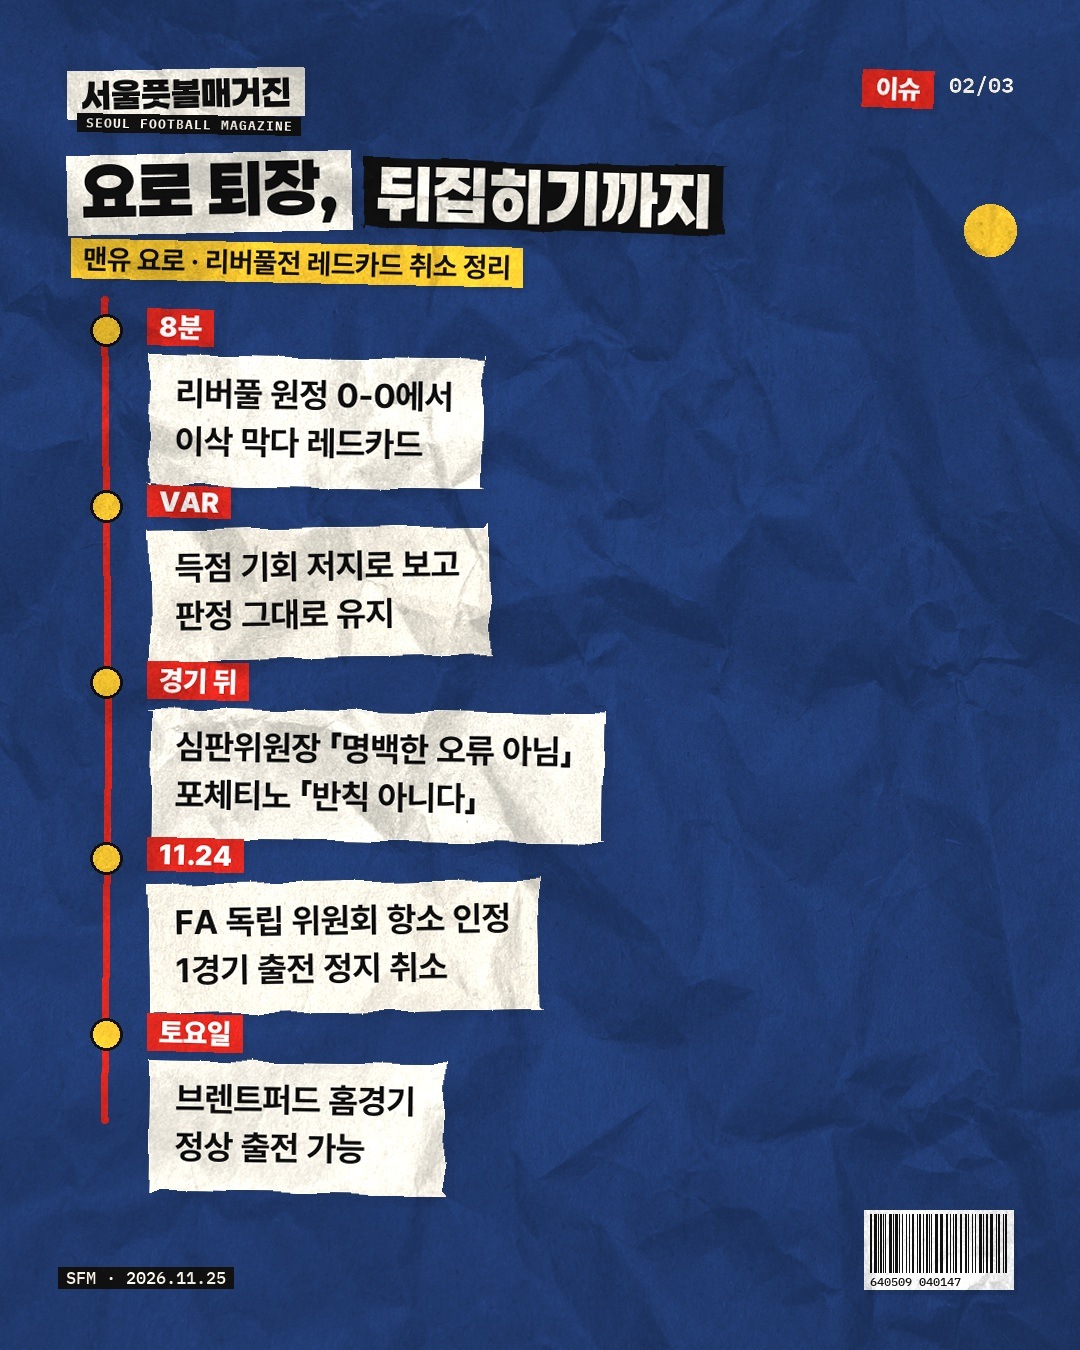 서울풋볼매거진
SEOUL FOOTBALL MAGAZINE
이슈 02/03
요로 퇴장, 뒤집히기까지
맨유 요로 · 리버풀전 레드카드 취소 정리
8분
리버풀 원정 0-0에서
이삭 막다 레드카드
VAR
득점 기회 저지로 보고
판정 그대로 유지
경기 뒤
심판위원장 「명백한 오류 아님」
포체티노 「반칙 아니다」
11.24
FA 독립 위원회 항소 인정
1경기 출전 정지 취소
토요일
브렌트퍼드 홈경기
정상 출전 가능
SFM · 2026.11.25
640509 040147